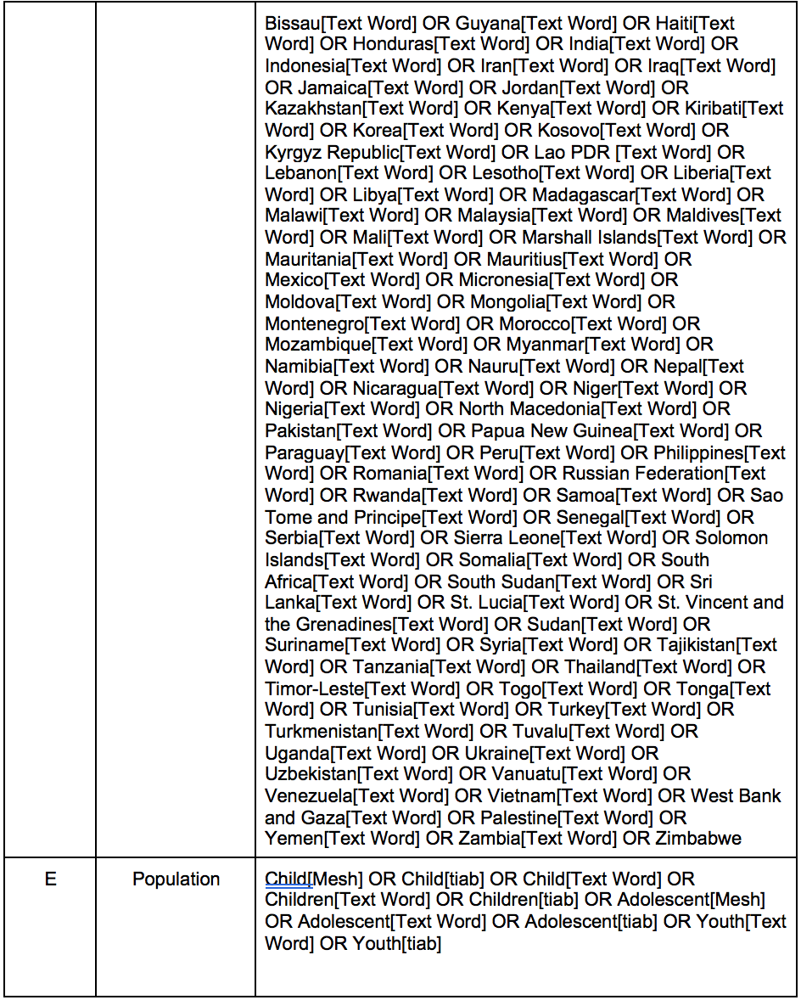 Bissau[Text Word] OR Guyana[Text Word] OR Haiti[Text
Word] OR Honduras[Text Word] OR India[Text Word] OR
Indonesia[Text Word] OR Iran[Text Word] OR Iraq[Text Word]
OR Jamaica[Text Word] OR Jordan[Text Word] OR
Kazakhstan[Text Word] OR Kenya[Text Word] OR Kiribati[Text
Word] OR Korea[Text Word] OR Kosovo[Text Word] OR
Kyrgyz Republic[Text Word] OR Lao PDR [Text Word] OR
Lebanon[Text Word] OR Lesotho[Text Word] OR Liberia[Text
Word] OR Libya[Text Word] OR Madagascar[Text Word] OR
Malawi[Text Word] OR Malaysia[Text Word] OR Maldives[Text
Word] OR Mali[Text Word] OR Marshall Islands[Text Word] OR
Mauritania[Text Word] OR Mauritius[Text Word] OR
Mexico[Text Word] OR Micronesia[Text Word] OR
Moldova[Text Word] OR Mongolia[Text Word] OR
Montenegro[Text Word] OR Morocco[Text Word] OR
Mozambique[Text Word] OR Myanmar[Text Word] OR
Namibia[Text Word] OR Nauru[Text Word] OR Nepal[Text
Word] OR Nicaragua[Text Word] OR Niger[Text Word] OR
Nigeria[Text Word] OR North Macedonia[Text Word] OR
Pakistan[Text Word] OR Papua New Guinea[Text Word] OR
Paraguay[Text Word] OR Peru[Text Word] OR Philippines[Text
Word] OR Romania[Text Word] OR Russian Federation[Text
Word] OR Rwanda[Text Word] OR Samoa[Text Word] OR Sao
Tome and Principe[Text Word] OR Senegal[Text Word] OR
Serbia[Text Word] OR Sierra Leone[Text Word] OR Solomon
Islands[Text Word] OR Somalia[Text Word] OR South
Africa[Text Word] OR South Sudan[Text Word] OR Sri
Lanka[Text Word] OR St. Lucia[Text Word] OR St. Vincent and
the Grenadines[Text Word] OR Sudan[Text Word] OR
Suriname[Text Word] OR Syria[Text Word] OR Tajikistan[Text
Word] OR Tanzania[Text Word] OR Thailand[Text Word] OR
Timor-Leste[Text Word] OR Togo[Text Word] OR Tonga[Text
Word] OR Tunisia[Text Word] OR Turkey[Text Word] OR
Turkmenistan[Text Word] OR Tuvalu[Text Word] OR
Uganda[Text Word] OR Ukraine[Text Word] OR
Uzbekistan[Text Word] OR Vanuatu[Text Word] OR
Venezuela[Text Word] OR Vietnam[Text Word] OR West Bank
and Gaza[Text Word] OR Palestine[Text Word] OR
Yemen[Text Word] OR Zambia[Text Word] OR Zimbabwe
E Population Child[Mesh] OR Child[tiab] OR Child[Text Word] OR
Children[Text Word] OR Children[tiab] OR Adolescent[Mesh]
OR Adolescent[Text Word] OR Adolescent[tiab] OR Youth[Text
Word] OR Youth[tiab]